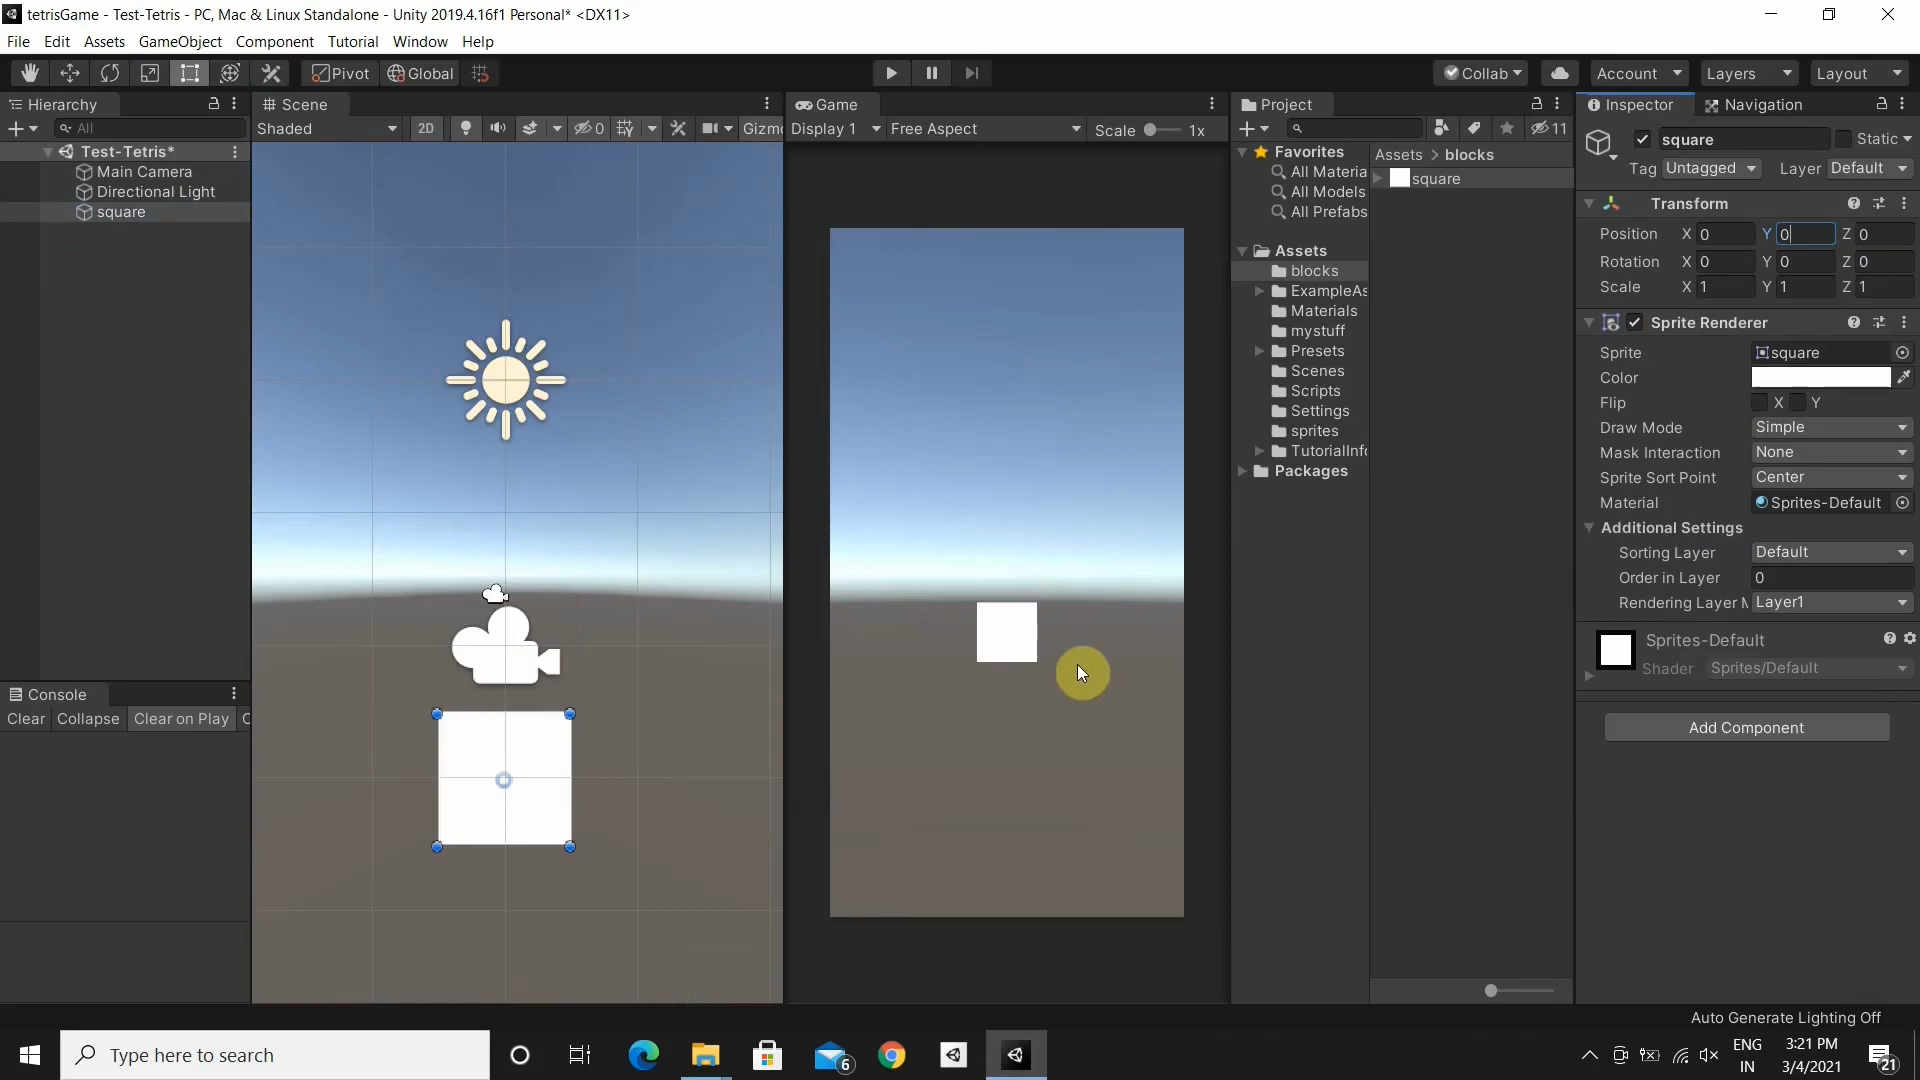 tetrisGame - Test-Tetris - PC, Mac & Linux Standalone - Unity 2019.4.16f1 Personal* <DX11>
File Edit Assets GameObject Component Tutorial Window Help
Pivot Global Collab Account Layers Layout
Hierarchy
All
Test-Tetris*
Main Camera
Directional Light
square
Console
Clear Collapse Clear on Play
Scene
Shaded 2D 0 Gizmo
Game
Display 1 Free Aspect Scale 1x
Project
11
Favorites
All Materia
All Models
All Prefabs
Assets
blocks
ExampleAs
Materials
mystuff
Presets
Scenes
Scripts
Settings
sprites
TutorialInfo
Packages
Assets > blocks
square
Inspector Navigation
square Static
Tag Untagged Layer Default
Transform
Position X 0 Y 0 Z 0
Rotation X 0 Y 0 Z 0
Scale X 1 Y 1 Z 1
Sprite Renderer
Sprite square
Color
Flip X Y
Draw Mode Simple
Mask Interaction None
Sprite Sort Point Center
Material Sprites-Default
Additional Settings
Sorting Layer Default
Order in Layer 0
Rendering Layer M Layer1
Sprites-Default
Shader Sprites/Default
Add Component
Auto Generate Lighting Off
Type here to search
6
ENG
IN
3:21 PM
3/4/2021
21